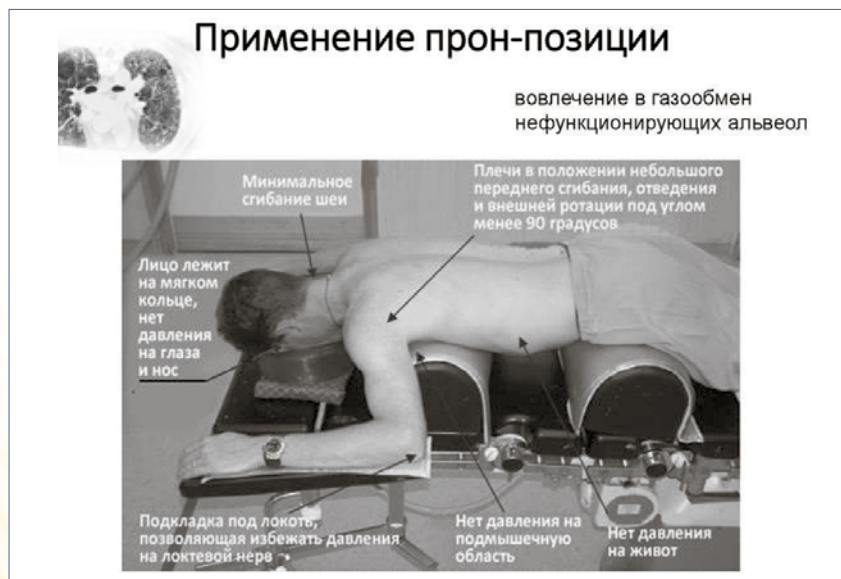 Применение прон-позиции
вовлечение в газообмен
нефункционирующих альвеол
Минимальное
сгибание шеи
Плечи в положении небольшого
переднего сгибания, отведения
и внешней ротации под углом
менее 90 градусов
Лицо лежит
на мягком
кольце,
нет
давления
на глаза
и нос
Подкладка под локоть,
позволяющая избежать давления
на локтевой нерв
Нет давления на
подмышечную
область
Нет давления
на живот